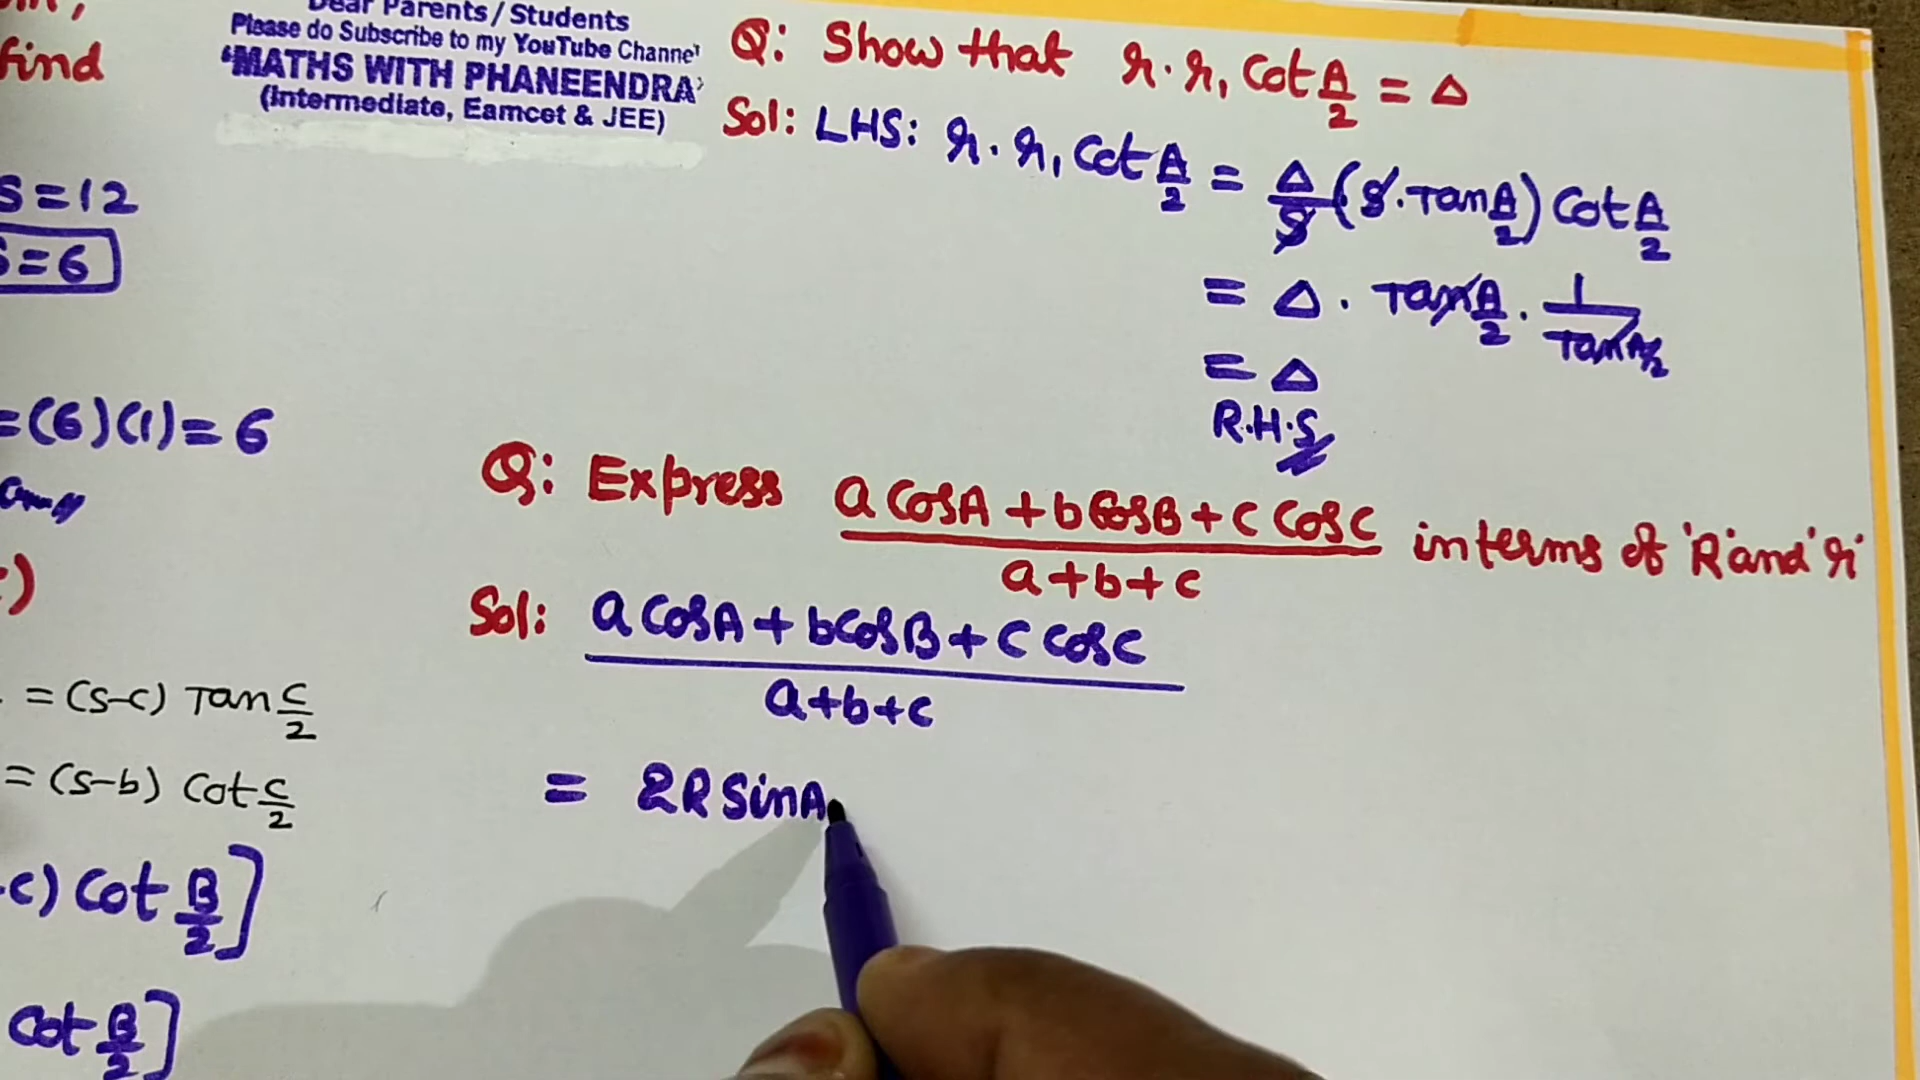 find
S=12
S=6
=(6)(1)=6
= (s-c) Tan C/2
= (s-b) Cot C/2
-c) Cot B/2]
Cot B/2]
Dear Parents / Students
Please do Subscribe to my YouTube Channel
'MATHS WITH PHANEENDRA'
(Intermediate, Eamcet & JEE)
Q: Show that r·r₁ Cot A/2 = Δ
Sol: LHS: r·r₁ Cot A/2 = Δ/S (S·Tan A/2) Cot A/2
= Δ · Tan A/2 · 1/Tan A/2
= Δ
R.H.S
Q: Express (a CosA + b CosB + c CosC)/(a+b+c) in terms of 'R' and 'r'
Sol: (a CosA + b CosB + c CosC)/(a+b+c)
= 2R SinA